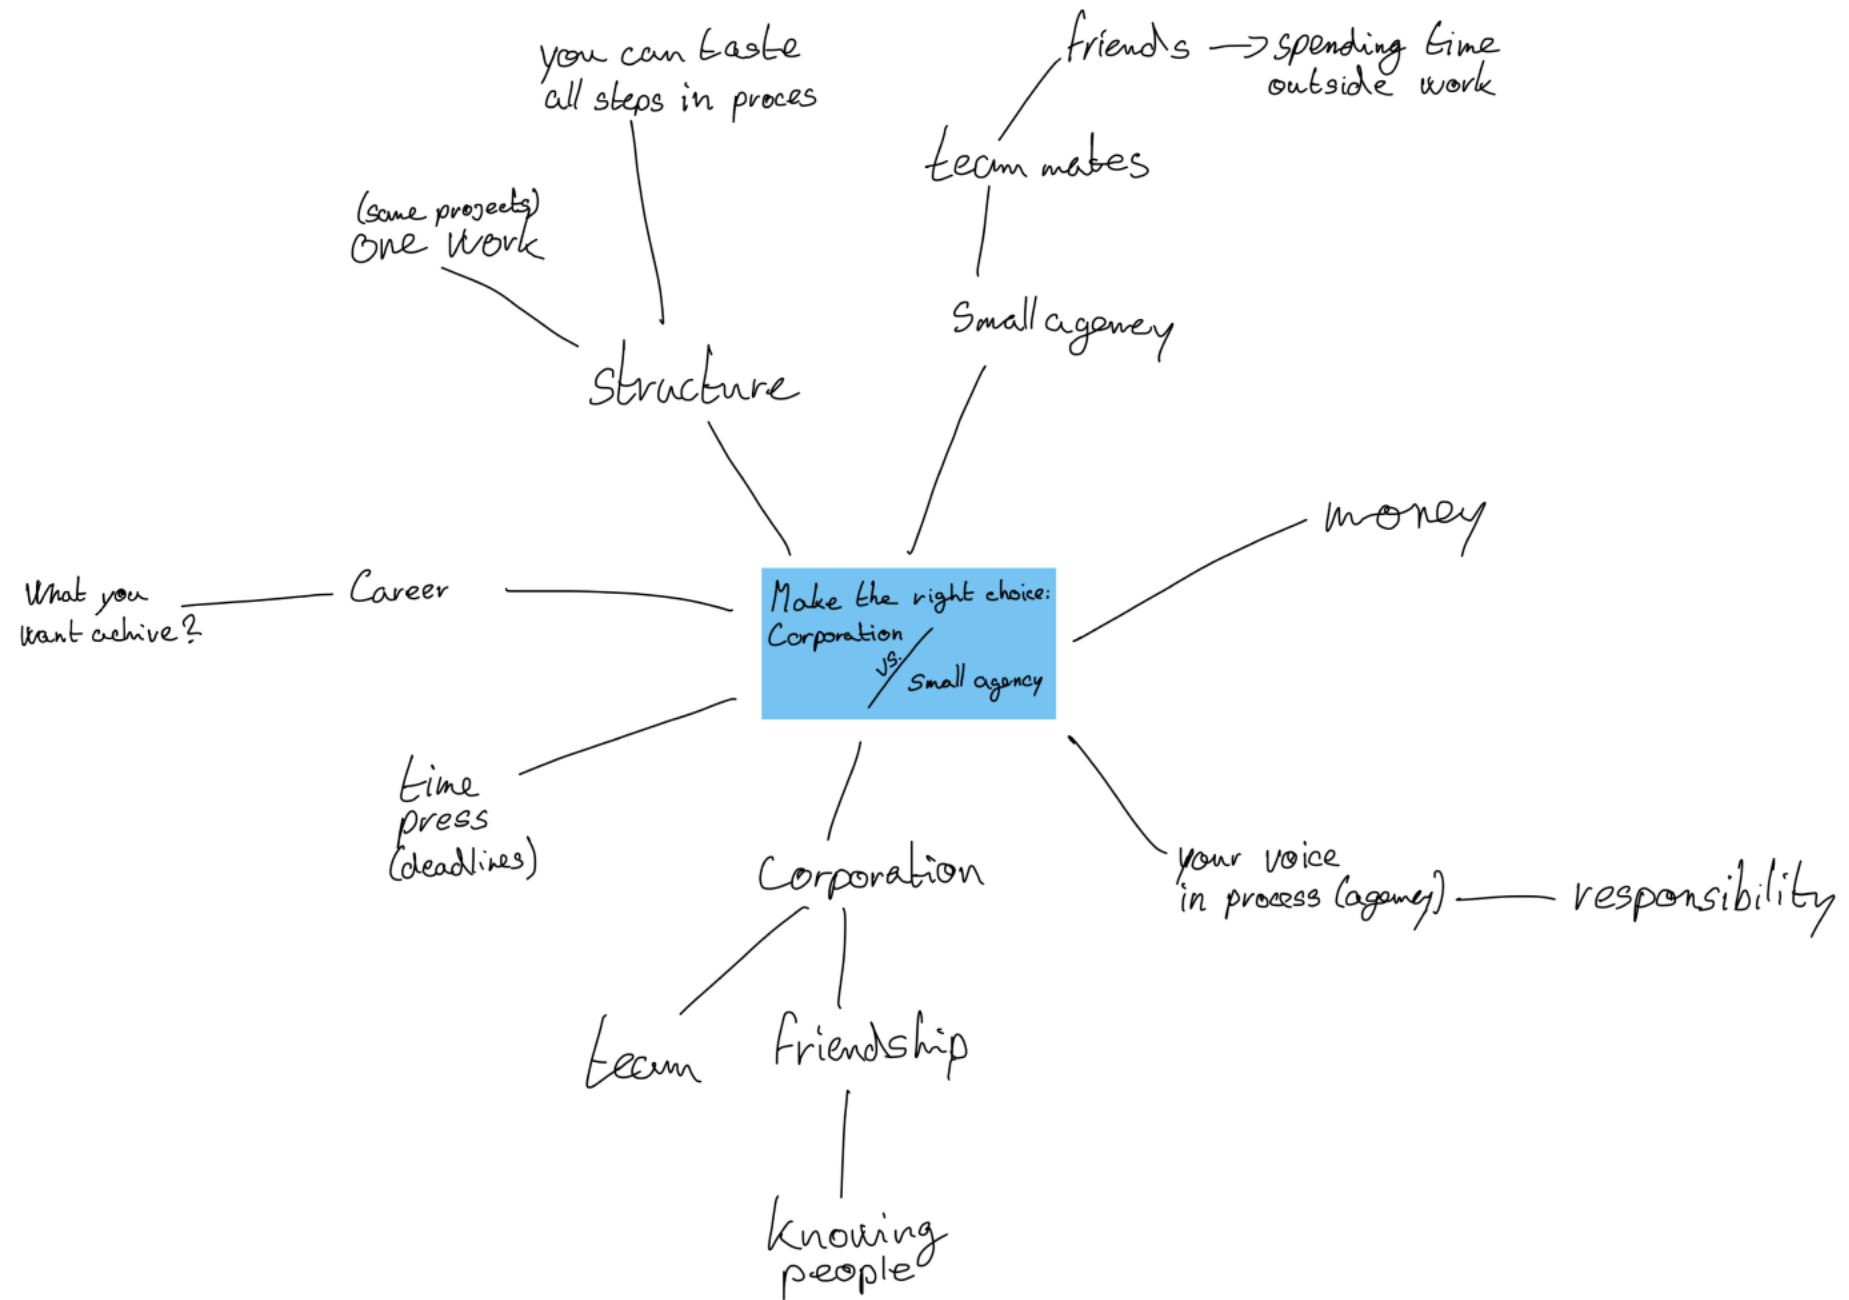 you can taste
all steps in proces
friends → spending time
outside work
team mates
(same projects)
one work
Small agency
structure
money
What you
want achive?
Career
Make the right choice:
Corporation
vs.
small agency
time
press
(deadlines)
Corporation
your voice
in process (agency)
responsibility
team
friendship
knowing
people